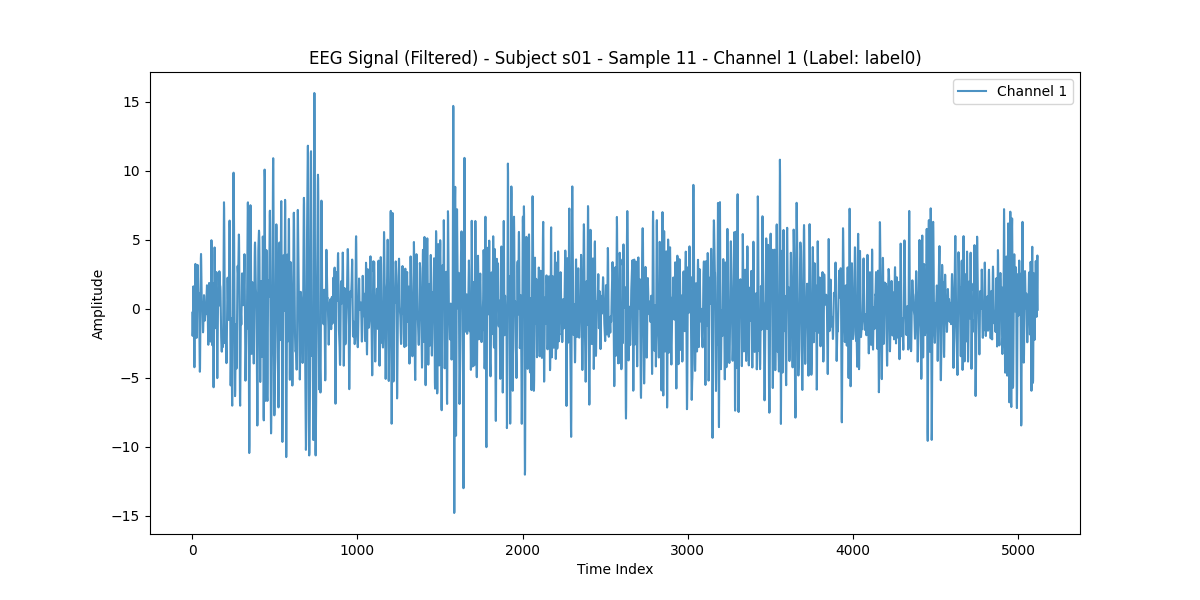 EEG Signal (Filtered) - Subject s01 - Sample 11 - Channel 1 (Label: label0)
Channel 1
15
10
5
0
−5
−10
−15
Amplitude
0 1000 2000 3000 4000 5000
Time Index